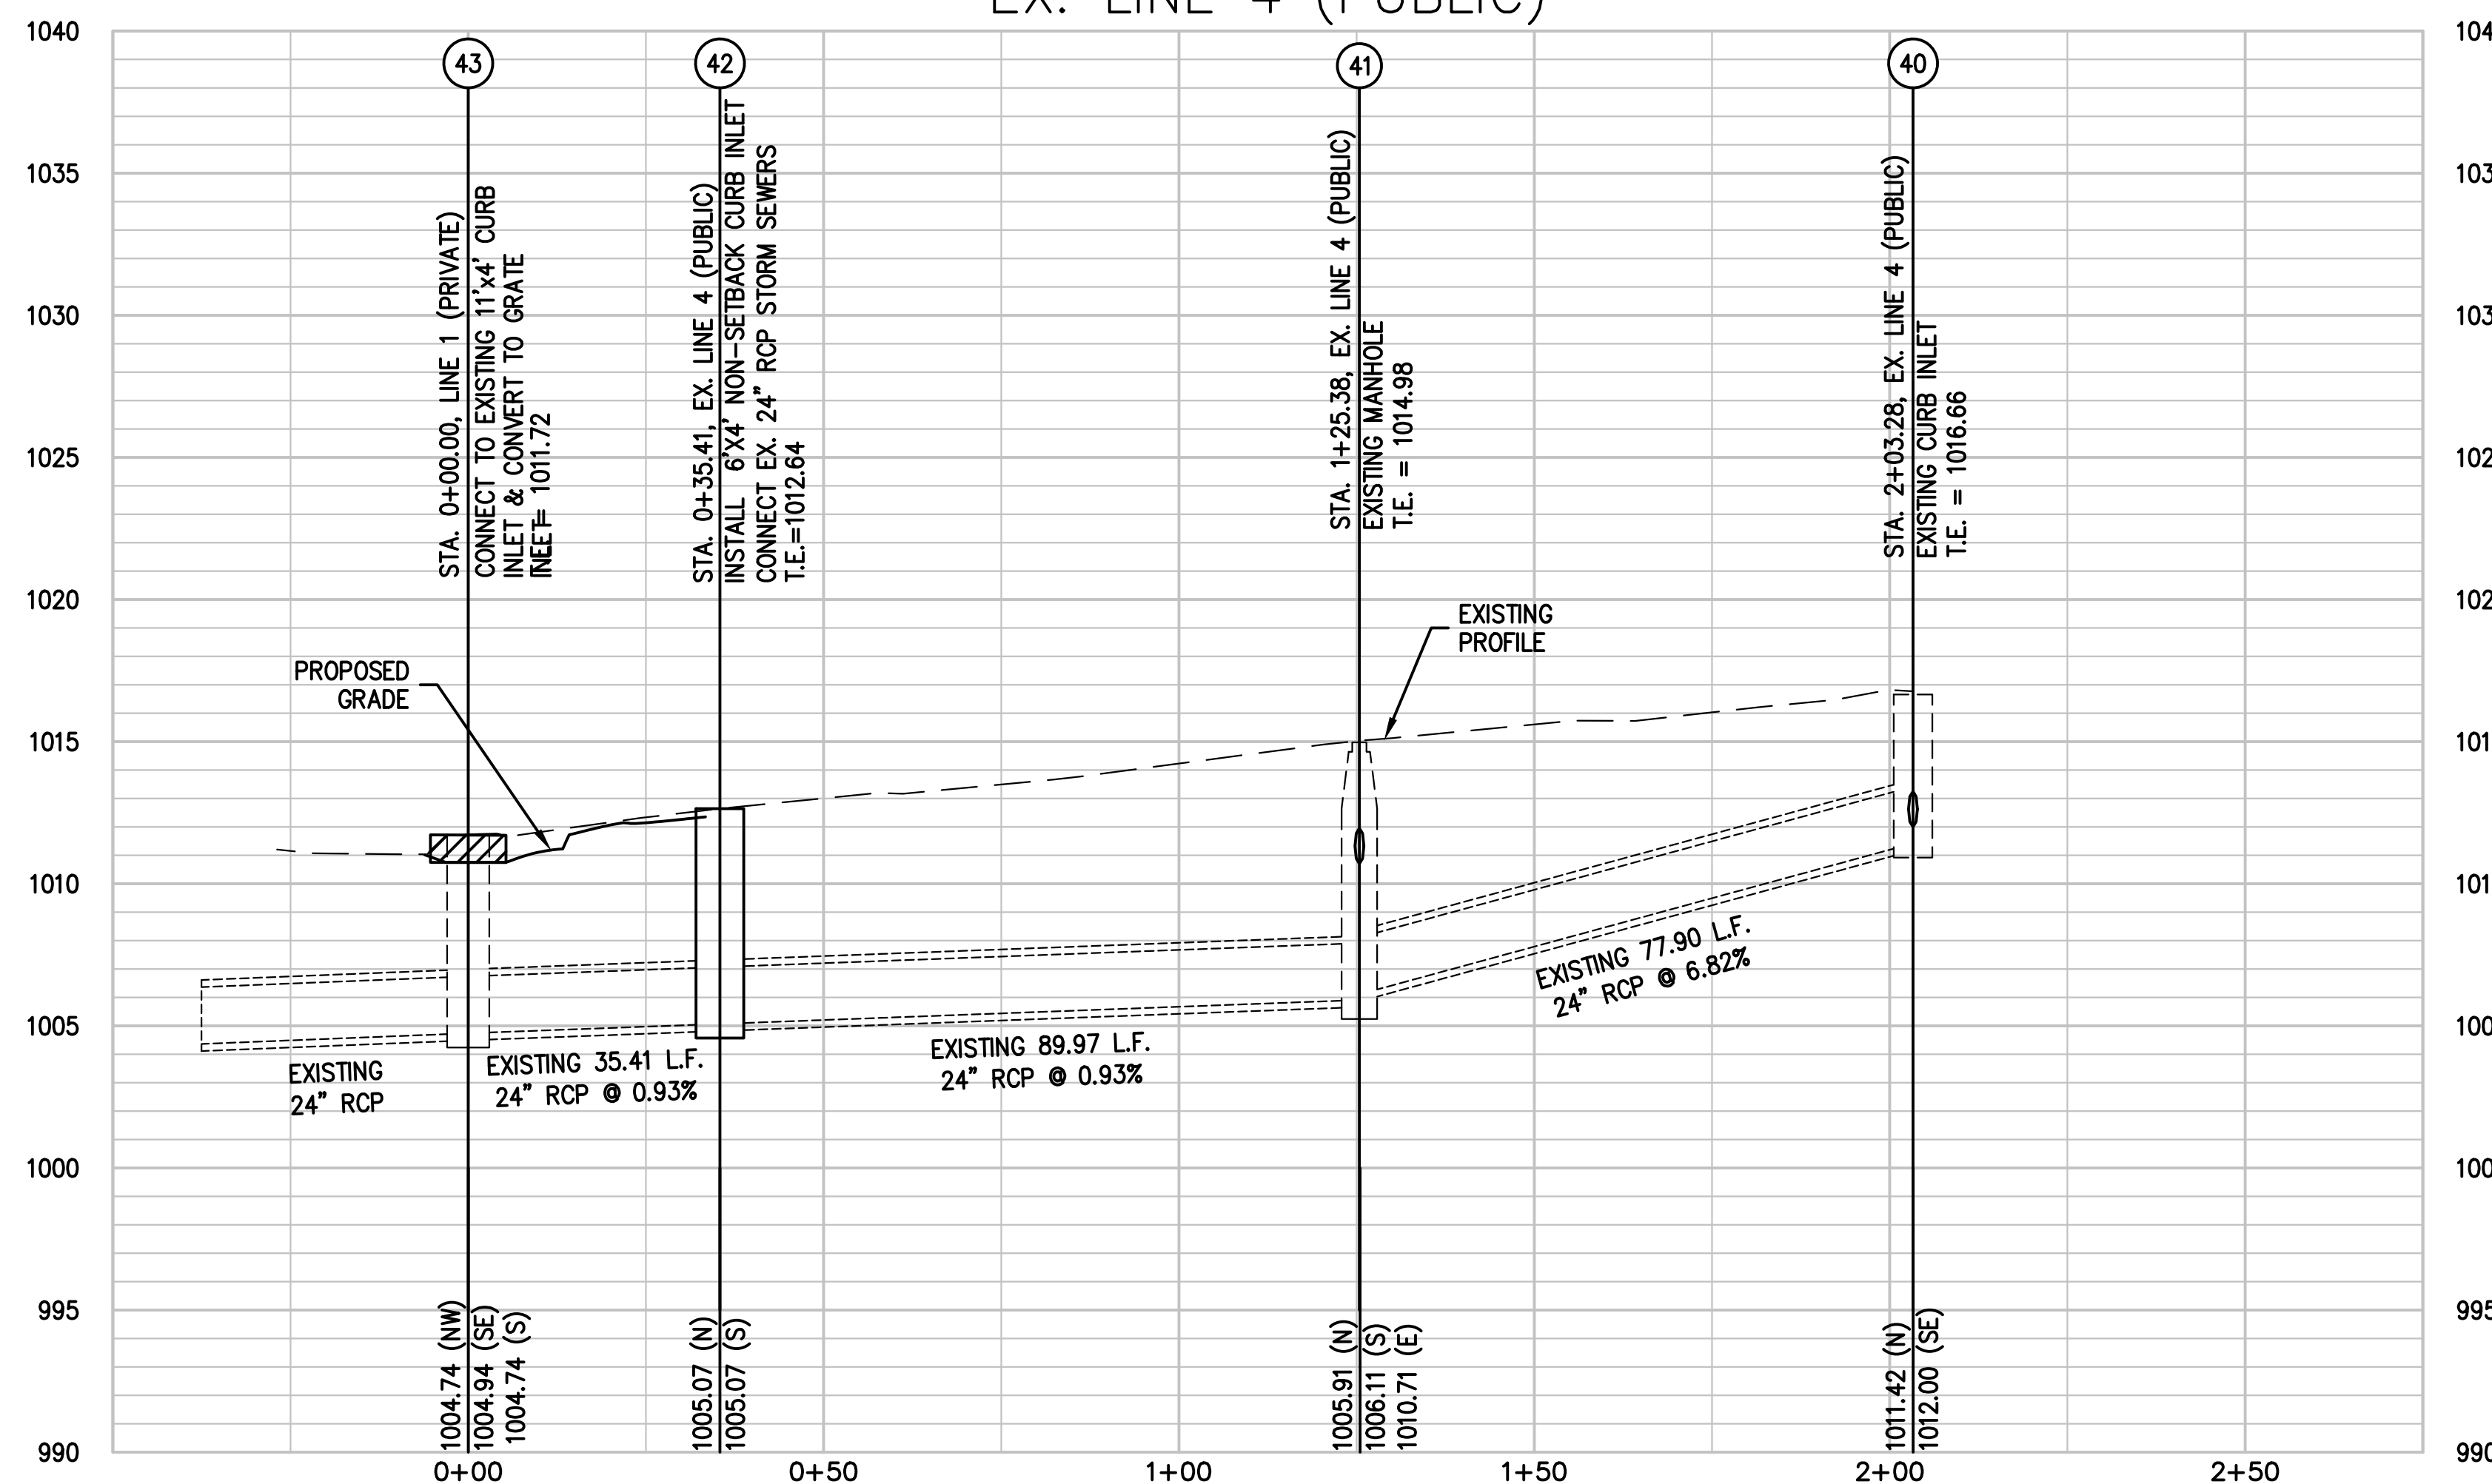 EX. LINE 4 (PUBLIC)
1040
1035
1030
1025
1020
1015
1010
1005
1000
995
990
43
STA. 0+00.00, LINE 1 (PRIVATE)
CONNECT TO EXISTING 11'x4' CURB
INLET & CONVERT TO GRATE
= 1011.72
42
STA. 0+35.41, EX. LINE 4 (PUBLIC)
INSTALL 6'X4' NON-SETBACK CURB INLET
CONNECT EX. 24" RCP STORM SEWERS
T.E.=1012.64
41
STA. 1+25.38, EX. LINE 4 (PUBLIC)
EXISTING MANHOLE
T.E. = 1014.98
40
STA. 2+03.28, EX. LINE 4 (PUBLIC)
EXISTING CURB INLET
T.E. = 1016.66
PROPOSED
GRADE
EXISTING
PROFILE
EXISTING
24" RCP
EXISTING 35.41 L.F.
24" RCP @ 0.93%
EXISTING 89.97 L.F.
24" RCP @ 0.93%
EXISTING 77.90 L.F.
24" RCP @ 6.82%
1004.74 (NW)
1004.94 (SE)
1004.74 (S)
1005.07 (N)
1005.07 (S)
1005.91 (N)
1006.11 (S)
1010.71 (E)
1011.42 (N)
1012.00 (SE)
0+00
0+50
1+00
1+50
2+00
2+50
995